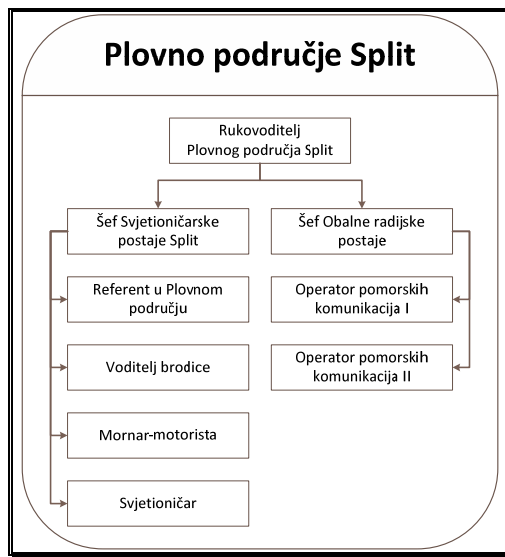 Plovno područje Split
Rukovoditelj
Plovnog područja Split
Šef Svjetioničarske
postaje Split
Šef Obalne radijske
postaje
Referent u Plovnom
području
Operator pomorskih
komunikacija I
Voditelj brodice
Operator pomorskih
komunikacija II
Mornar-motorista
Svjetioničar